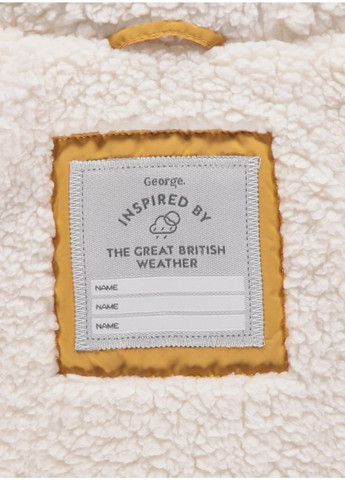 George.
INSPIRED BY
THE GREAT BRITISH
WEATHER
NAME
NAME
NAME